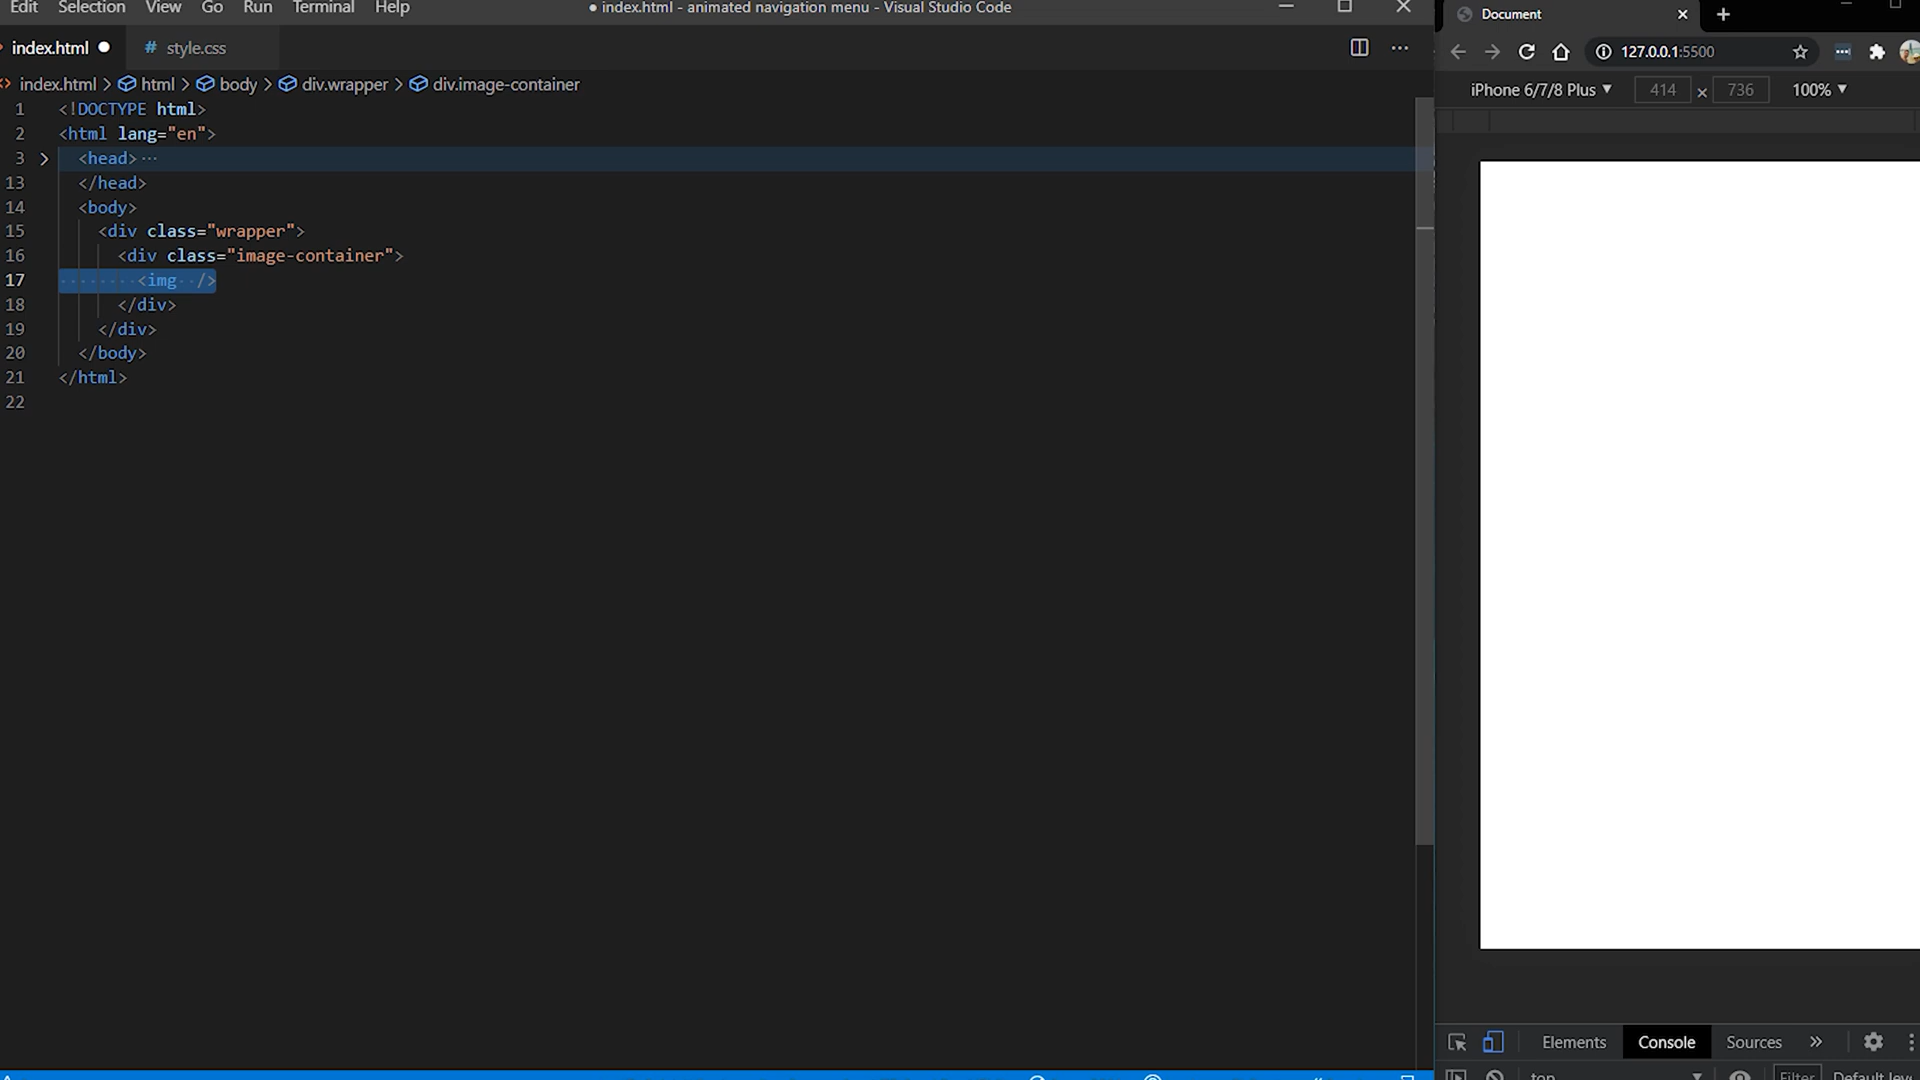 Edit Selection View Go Run Terminal Help ● index.html - animated navigation menu - Visual Studio Code
index.html ● # style.css
index.html > html > body > div.wrapper > div.image-container
1 <!DOCTYPE html>
2 <html lang="en">
3 <head> ···
13 </head>
14 <body>
15 <div class="wrapper">
16 <div class="image-container">
17 <img />
18 </div>
19 </div>
20 </body>
21 </html>
22
Document
127.0.0.1:5500
iPhone 6/7/8 Plus ▼ 414 × 736 100% ▼
Elements Console Sources »
top Filter Default